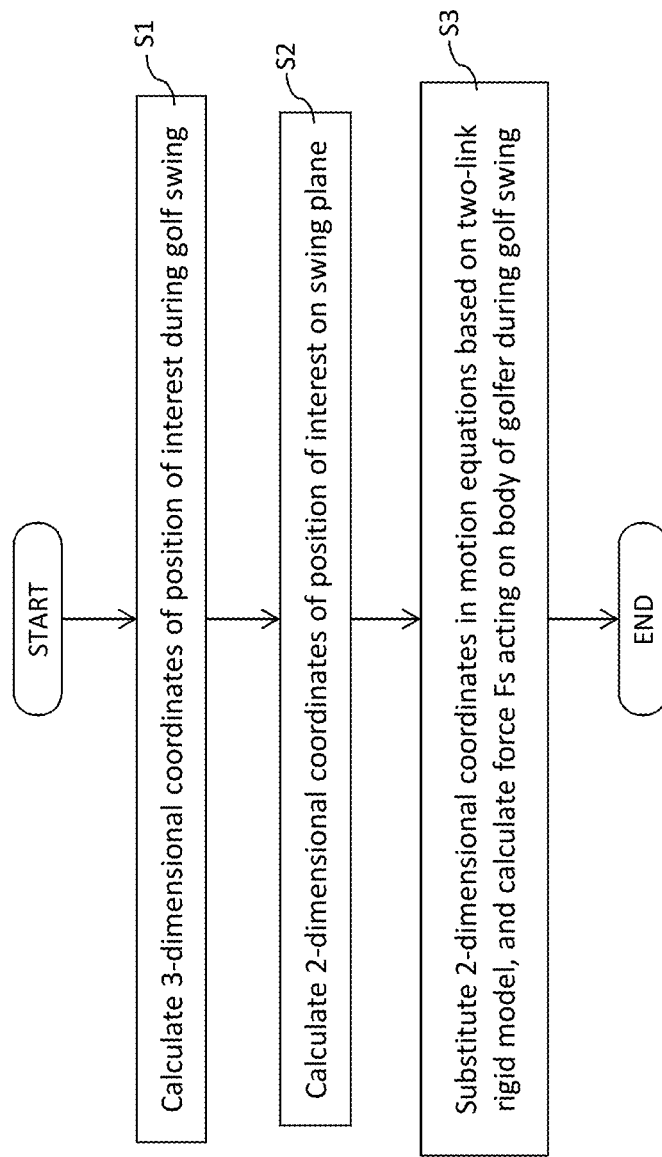 START
S1
Calculate 3-dimensional coordinates of position of interest during golf swing
S2
Calculate 2-dimensional coordinates of position of interest on swing plane
S3
Substitute 2-dimensional coordinates in motion equations based on two-link
rigid model, and calculate force Fs acting on body of golfer during golf swing
END